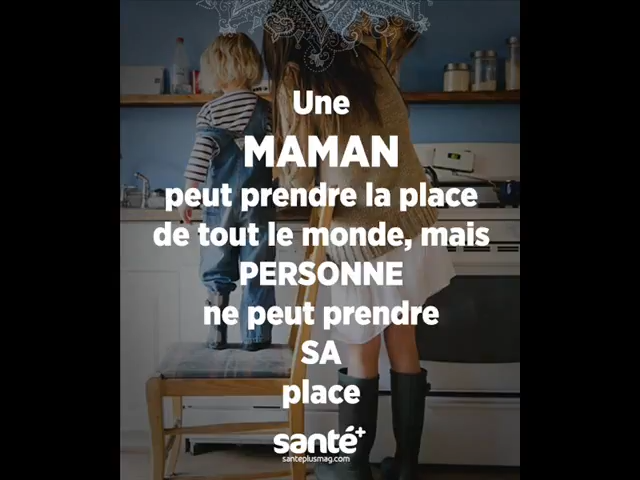 Une
MAMAN
peut prendre la place
de tout le monde, mais
PERSONNE
ne peut prendre
SA
place
santé+
santeplusmag.com